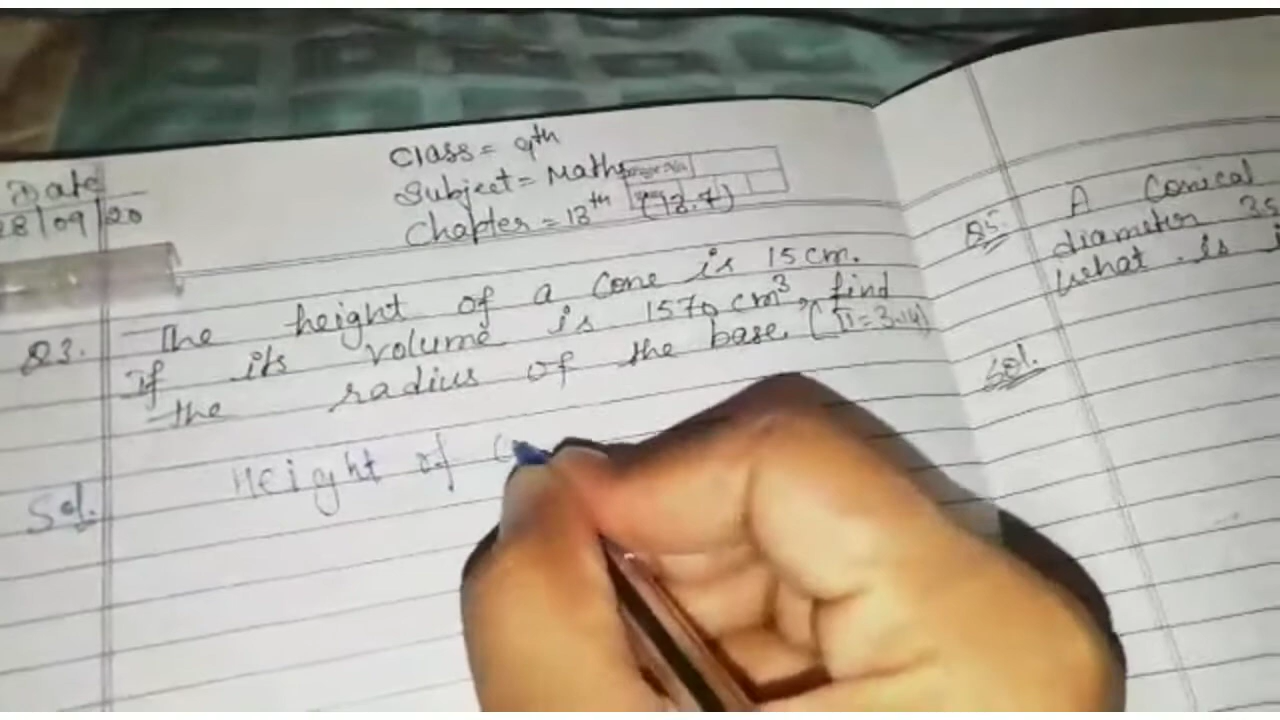 Date
28/09/20
Class = 9th
Subject = Maths
Chapter = 13th (13.7)
Q3. The height of a Cone is 15 cm.
If its volume is 1570 cm³, find
the radius of the base. (π = 3.14)
Sol. Height of
Q5. A Conical
diameter
what is
Sol.